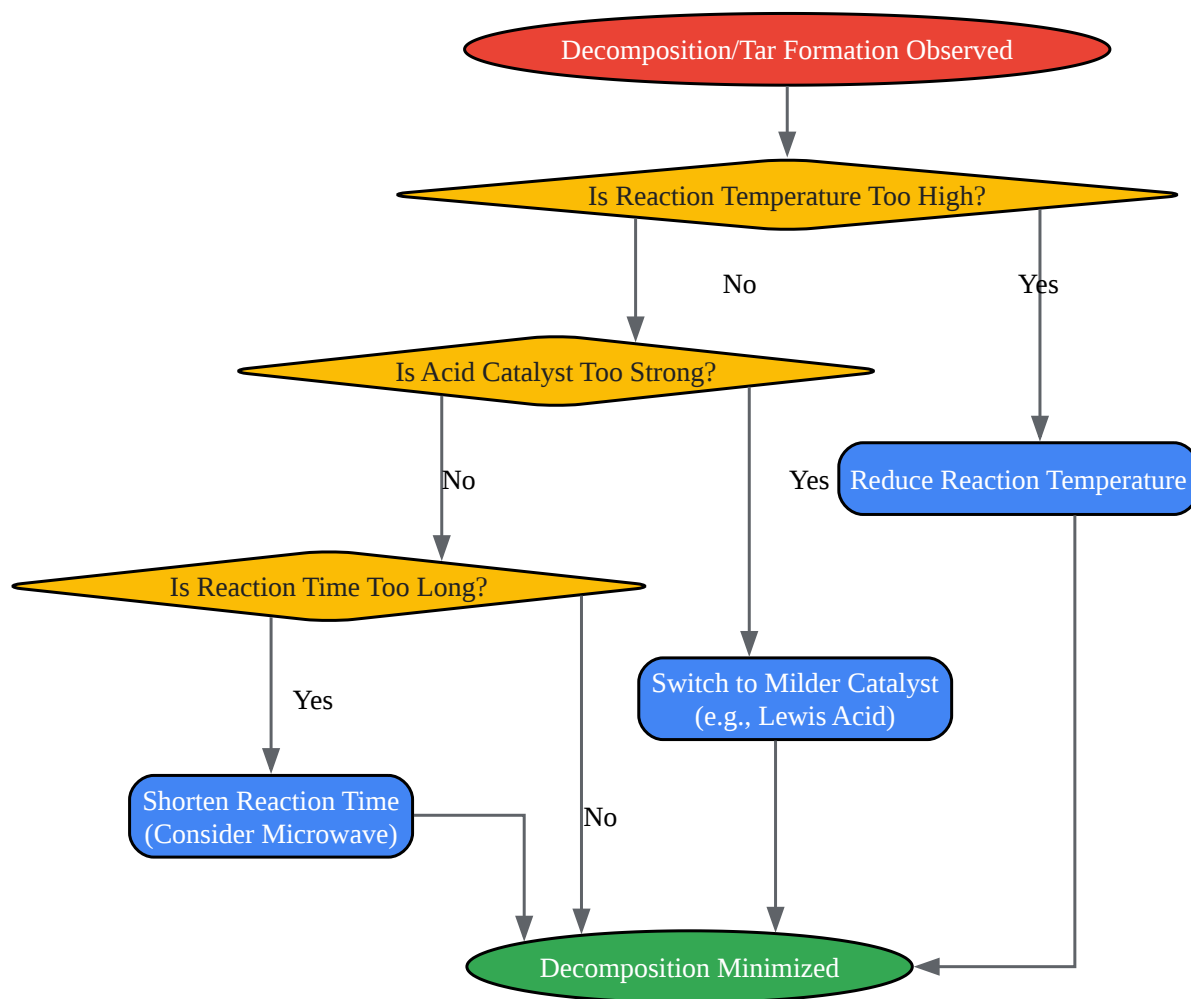 Decomposition/Tar Formation Observed
Is Reaction Temperature Too High?
No
Yes
Is Acid Catalyst Too Strong?
No
Yes
Reduce Reaction Temperature
Is Reaction Time Too Long?
Yes
Switch to Milder Catalyst
(e.g., Lewis Acid)
Shorten Reaction Time
(Consider Microwave)
No
Decomposition Minimized